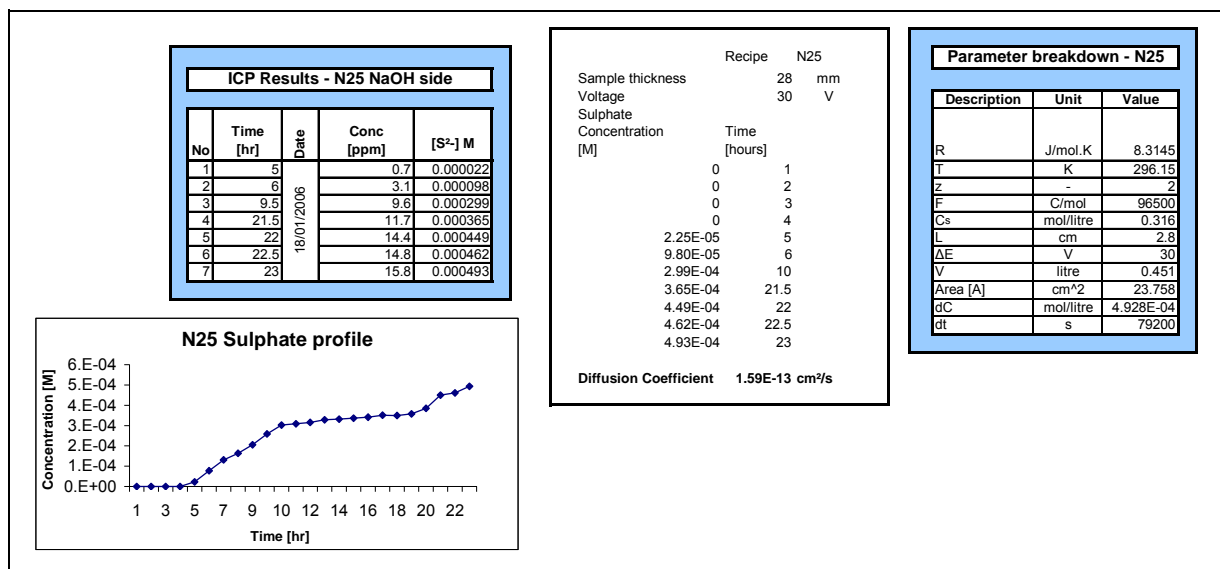 ICP Results - N25 NaOH side
No Time [hr] Date Conc [ppm] [S²-] M
1 5 18/01/2006 0.7 0.000022
2 6 3.1 0.000098
3 9.5 9.6 0.000299
4 21.5 11.7 0.000365
5 22 14.4 0.000449
6 22.5 14.8 0.000462
7 23 15.8 0.000493
N25 Sulphate profile
Concentration [M]
6.E-04
5.E-04
4.E-04
3.E-04
2.E-04
1.E-04
0.E+00
1 3 5 7 9 10 12 14 16 18 20 22
Time [hr]
Recipe N25
Sample thickness 28 mm
Voltage 30 V
Sulphate
Concentration Time
[M] [hours]
0 1
0 2
0 3
0 4
2.25E-05 5
9.80E-05 6
2.99E-04 10
3.65E-04 21.5
4.49E-04 22
4.62E-04 22.5
4.93E-04 23
Diffusion Coefficient 1.59E-13 cm²/s
Parameter breakdown - N25
Description Unit Value
R J/mol.K 8.3145
T K 296.15
z - 2
F C/mol 96500
Cs mol/litre 0.316
L cm 2.8
ΔE V 30
V litre 0.451
Area [A] cm^2 23.758
dC mol/litre 4.928E-04
dt s 79200